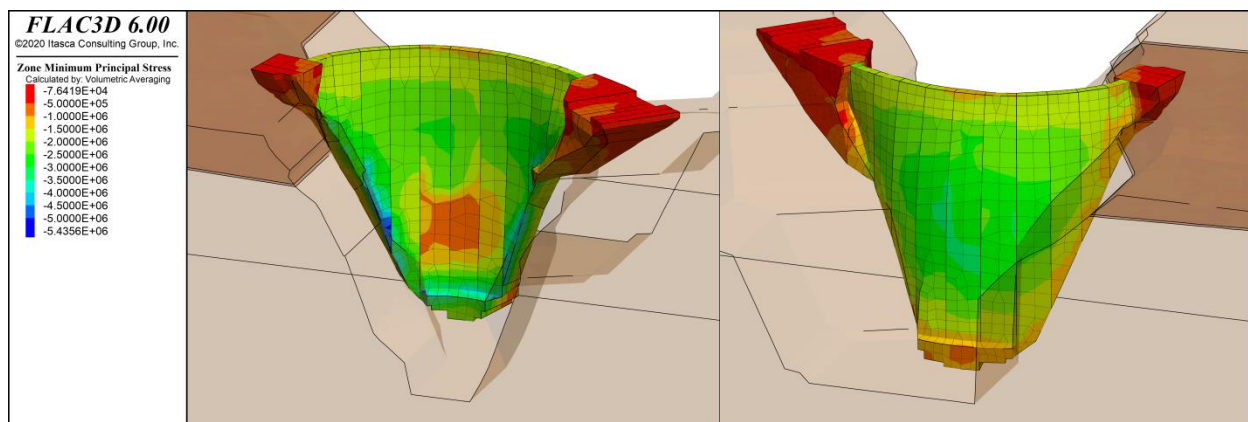 FLAC3D 6.00
©2020 Itasca Consulting Group, Inc.
Zone Minimum Principal Stress
Calculated by: Volumetric Averaging
-7.6419E+04
-5.0000E+05
-1.0000E+06
-1.5000E+06
-2.0000E+06
-2.5000E+06
-3.0000E+06
-3.5000E+06
-4.0000E+06
-4.5000E+06
-5.0000E+06
-5.4356E+06